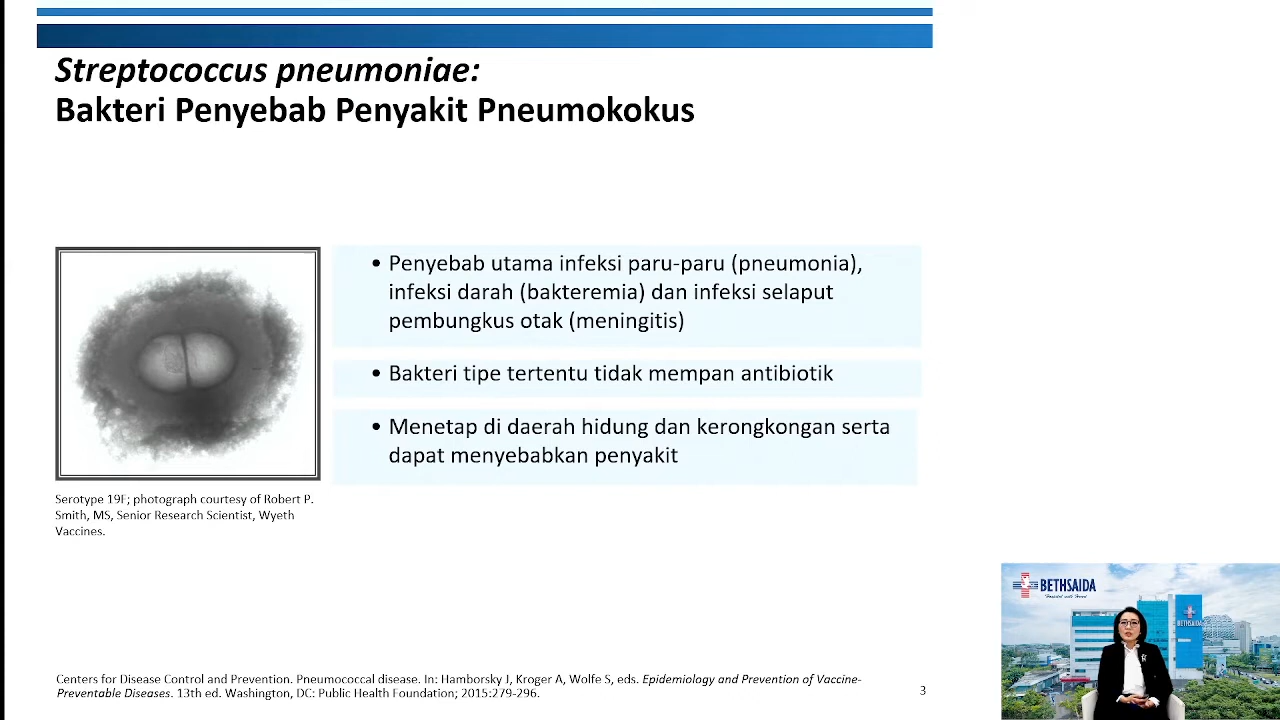 Streptococcus pneumoniae:
Bakteri Penyebab Penyakit Pneumokokus
• Penyebab utama infeksi paru-paru (pneumonia),
infeksi darah (bakteremia) dan infeksi selaput
pembungkus otak (meningitis)
• Bakteri tipe tertentu tidak mempan antibiotik
• Menetap di daerah hidung dan kerongkongan serta
dapat menyebabkan penyakit
Serotype 19F; photograph courtesy of Robert P.
Smith, MS, Senior Research Scientist, Wyeth
Vaccines.
Centers for Disease Control and Prevention. Pneumococcal disease. In: Hamborsky J, Kroger A, Wolfe S, eds. Epidemiology and Prevention of Vaccine-
Preventable Diseases. 13th ed. Washington, DC: Public Health Foundation; 2015:279-296.
3
BETHSAIDA
Hospital with Heart
BETHSAIDA